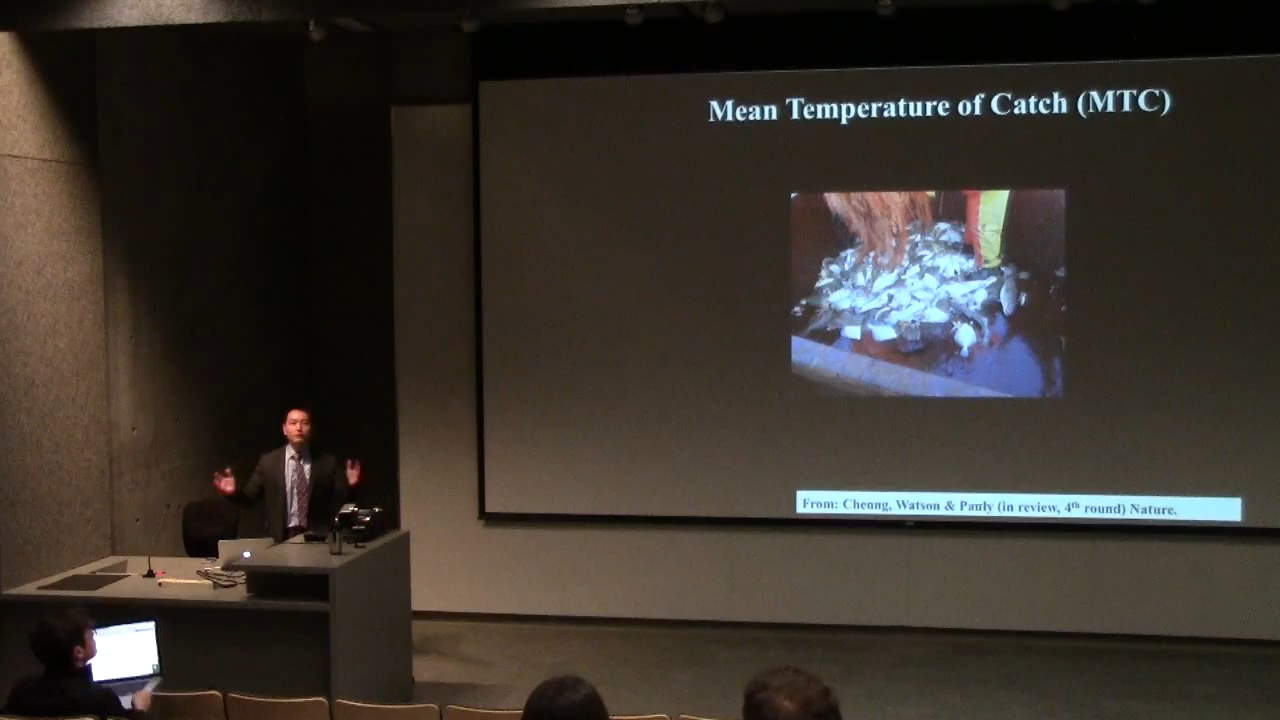 Mean Temperature of Catch (MTC)
From: Cheung, Watson & Pauly (in review, 4th round) Nature.